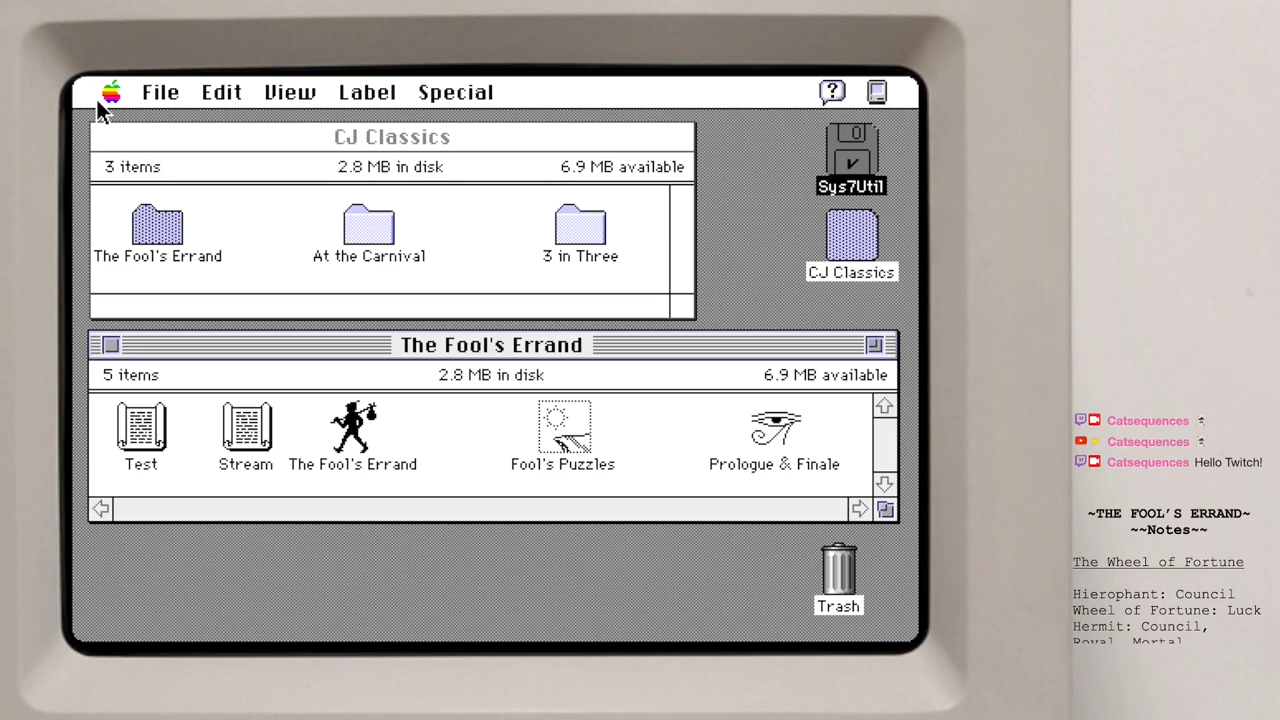 File Edit View Label Special
CJ Classics
3 items 2.8 MB in disk 6.9 MB available
The Fool's Errand At the Carnival 3 in Three
Sys7Util
CJ Classics
The Fool's Errand
5 items 2.8 MB in disk 6.9 MB available
Test Stream The Fool's Errand Fool's Puzzles Prologue & Finale
Trash
Catsequences
Catsequences
Catsequences Hello Twitch!
~THE FOOL’S ERRAND~
~~Notes~~
The Wheel of Fortune
Hierophant: Council
Wheel of Fortune: Luck
Hermit: Council,
Royal, Mortal